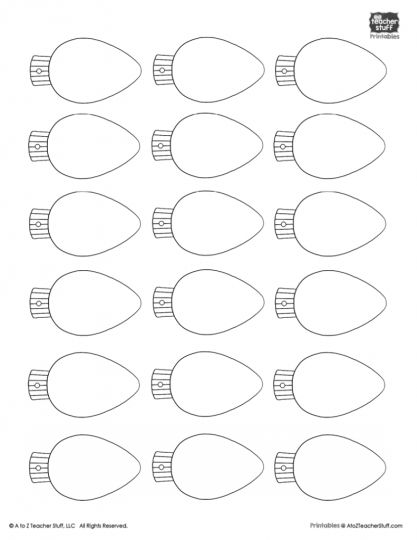 A to Z
teacher
stuff
Printables
© A to Z Teacher Stuff, LLC All Rights Reserved.
Printables @ AtoZTeacherStuff.com